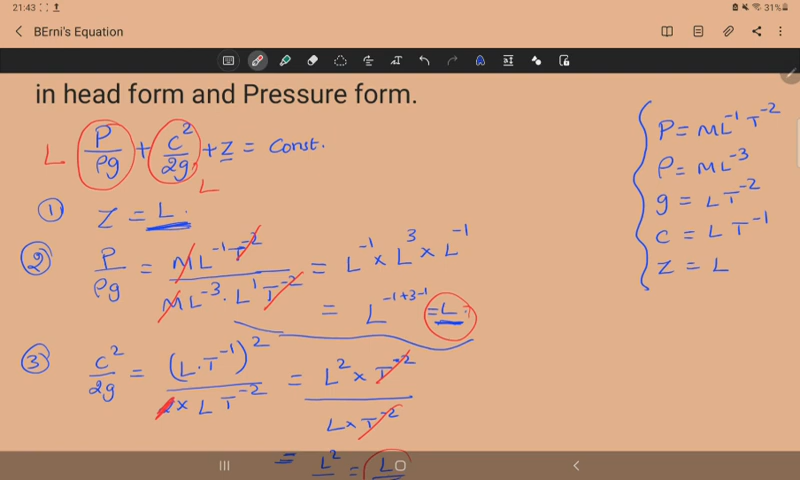 21:43
31%
BErni's Equation
in head form and Pressure form.
L P/ρg + c²/2g + z = Const.
L
① Z = L.
② P/ρg = ML⁻¹T⁻²/ML⁻³·L¹T⁻² = L⁻¹ × L³ × L⁻¹
= L⁻¹⁺³⁻¹ = L.
③ c²/2g = (L·T⁻¹)²/2 × LT⁻² = L² × T⁻²/L × T⁻²
= L²/ = L
P = ML⁻¹T⁻²
ρ = ML⁻³
g = LT⁻²
c = LT⁻¹
Z = L